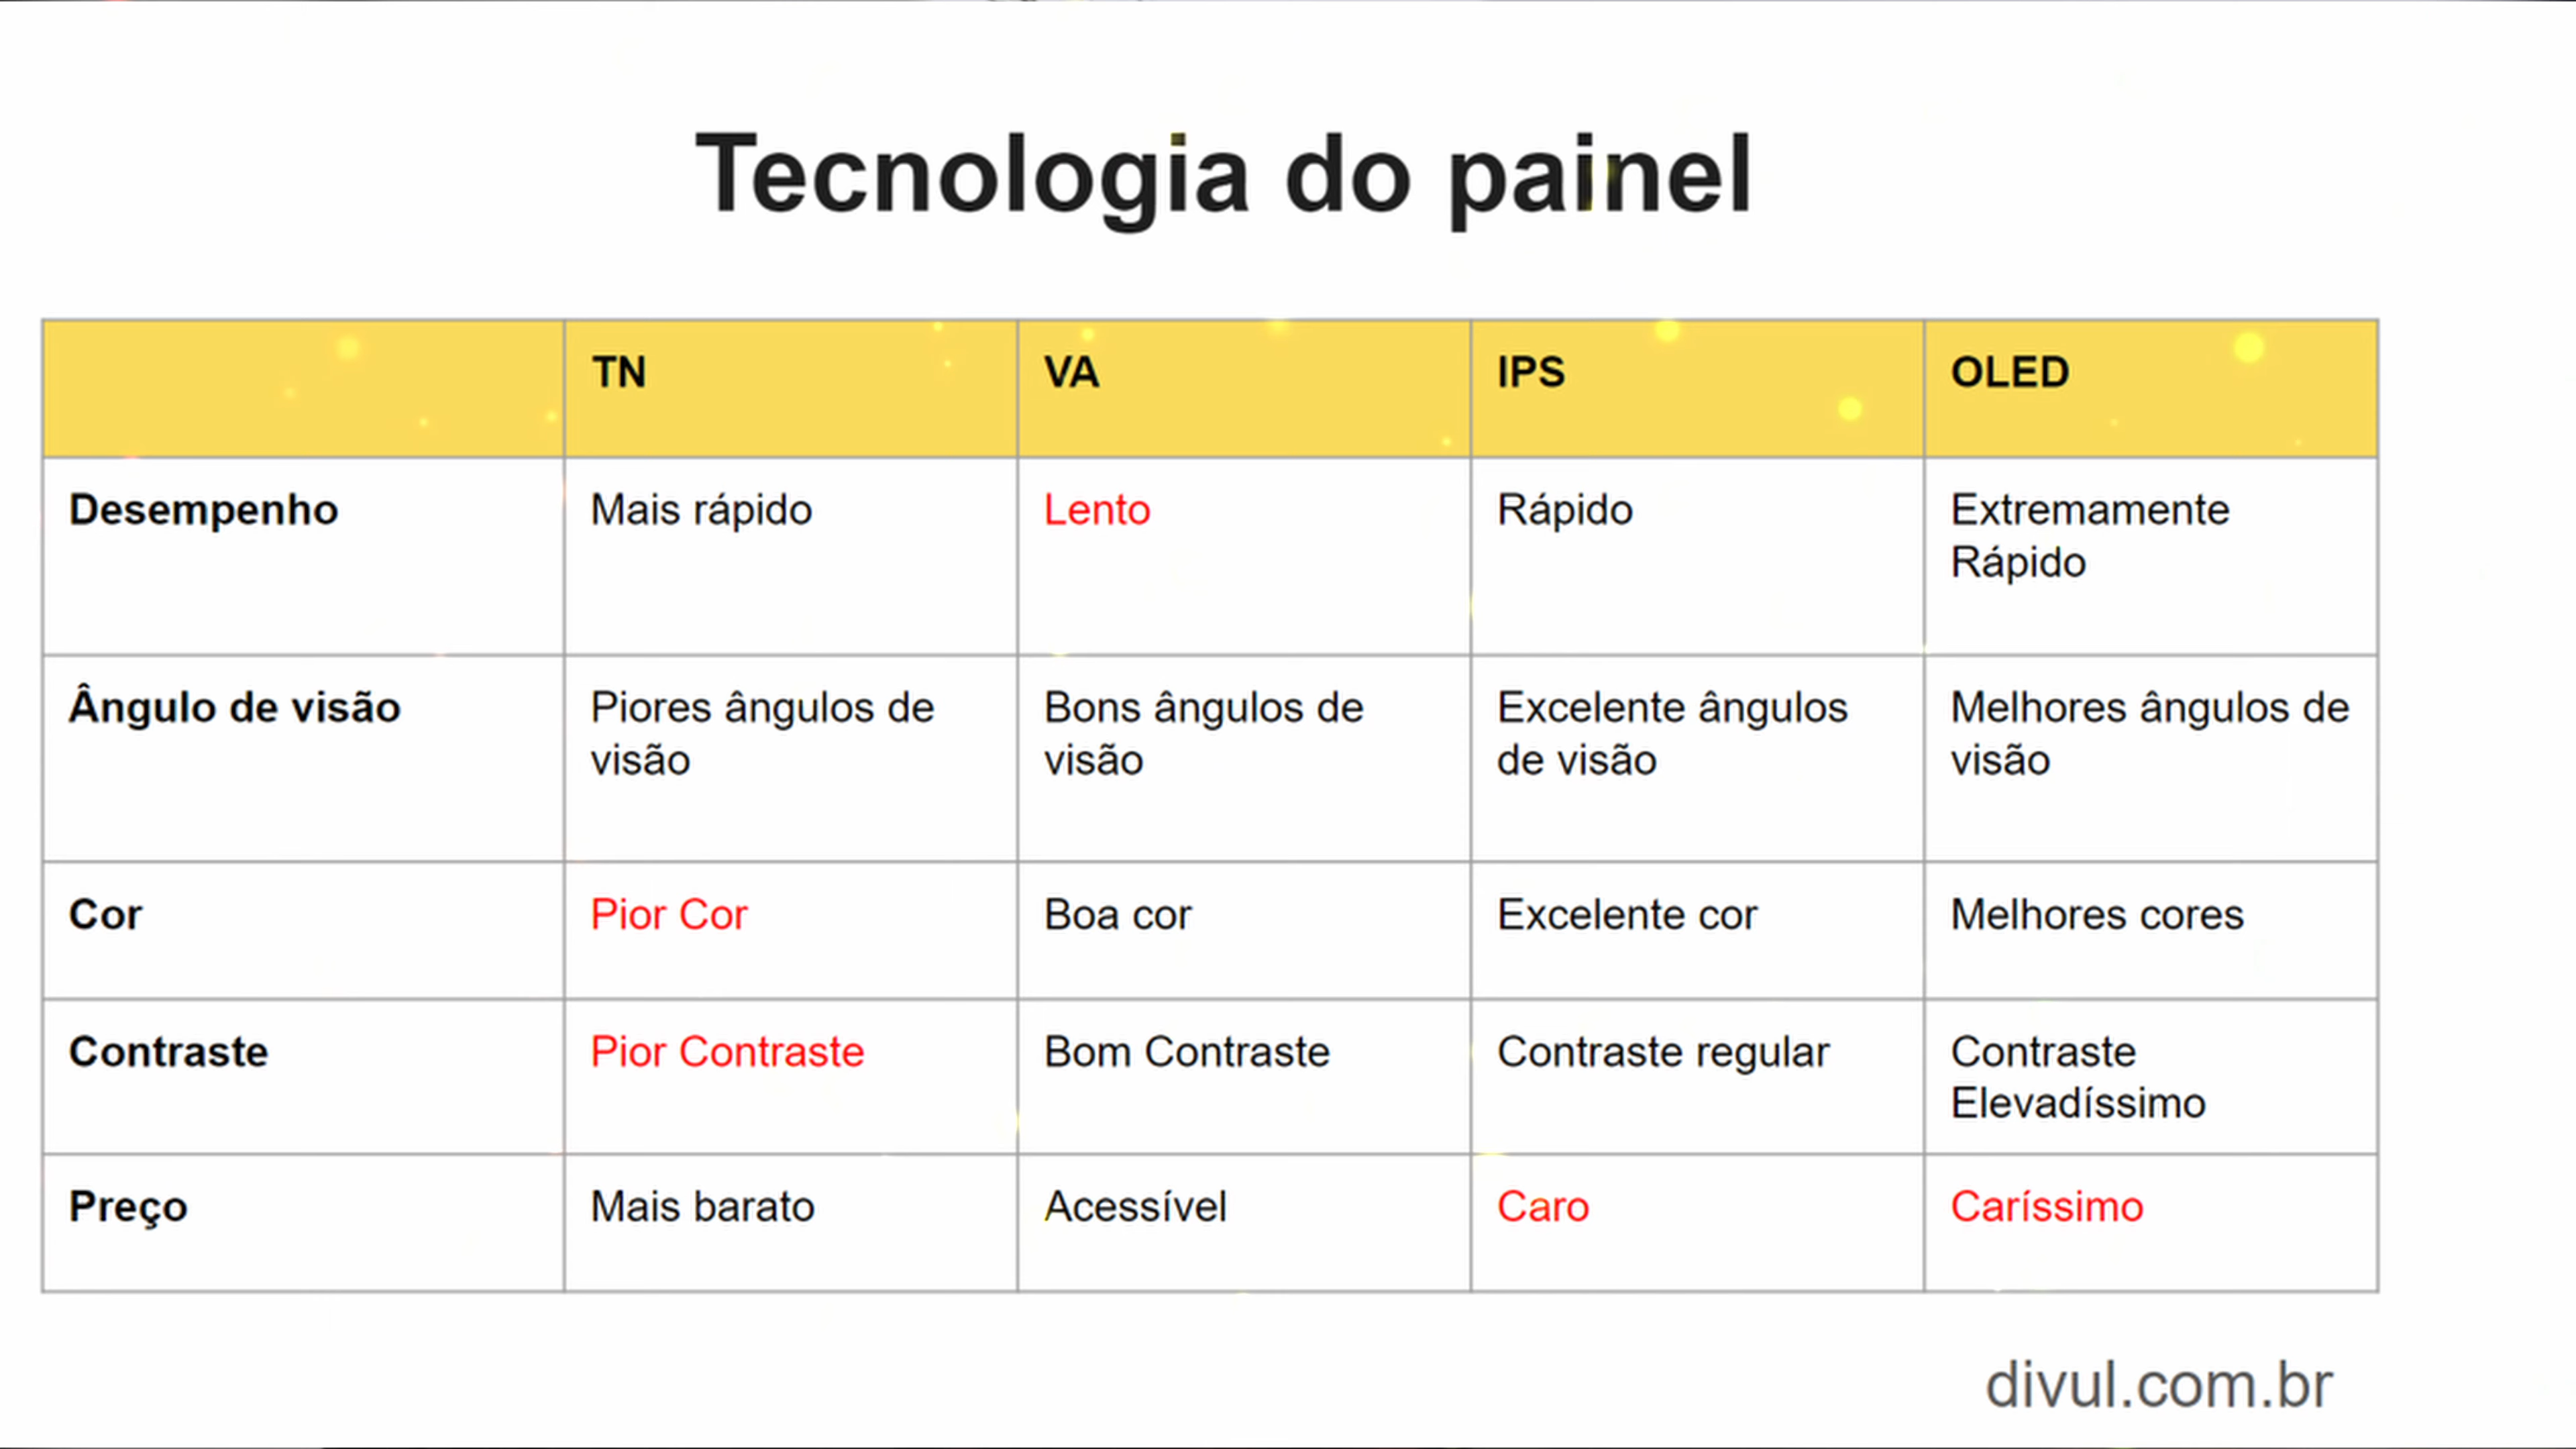 Tecnologia do painel
TN VA IPS OLED
Desempenho Mais rápido Lento Rápido Extremamente
Rápido
Ângulo de visão Piores ângulos de Bons ângulos de Excelente ângulos Melhores ângulos de
visão visão de visão visão
Cor Pior Cor Boa cor Excelente cor Melhores cores
Contraste Pior Contraste Bom Contraste Contraste regular Contraste
Elevadíssimo
Preço Mais barato Acessível Caro Caríssimo
divul.com.br